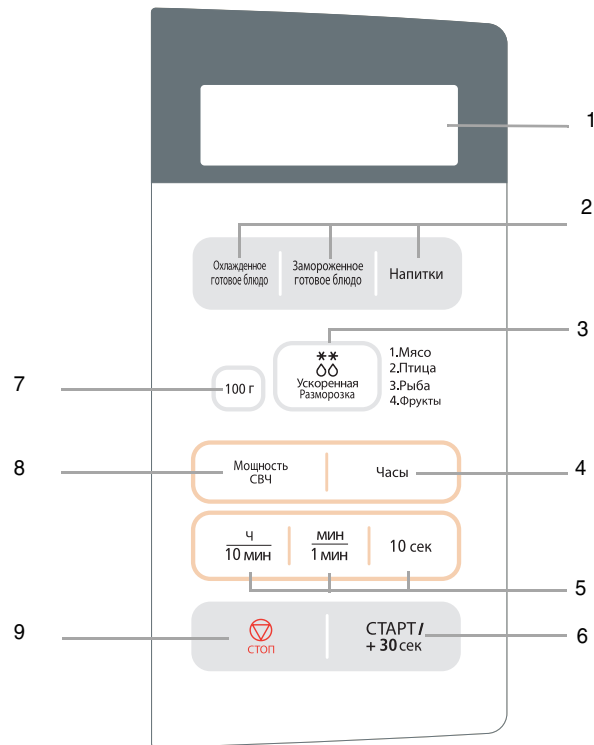 1
2
Охлажденное
готовое блюдо
Замороженное
готовое блюдо
Напитки
3
Ускоренная
Разморозка
1.Мясо
2.Птица
3.Рыба
4.Фрукты
7
100 г
8
Мощность
СВЧ
Часы
4
ч
10 мин
мин
1 мин
10 сек
5
9
СТОП
СТАРТ/
+ 30 сек
6